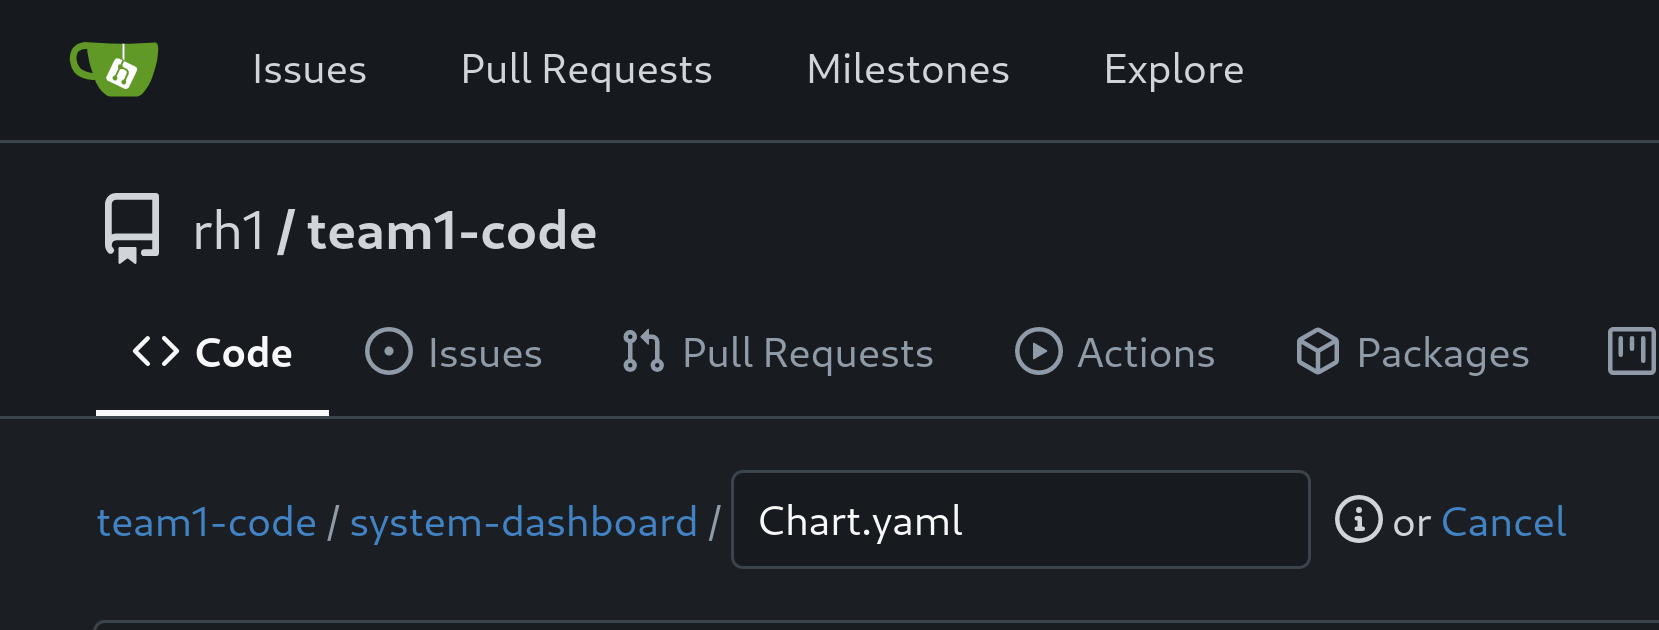 Issues Pull Requests Milestones Explore
rh1 / team1-code
Code Issues Pull Requests Actions Packages
team1-code / system-dashboard / Chart.yaml or Cancel